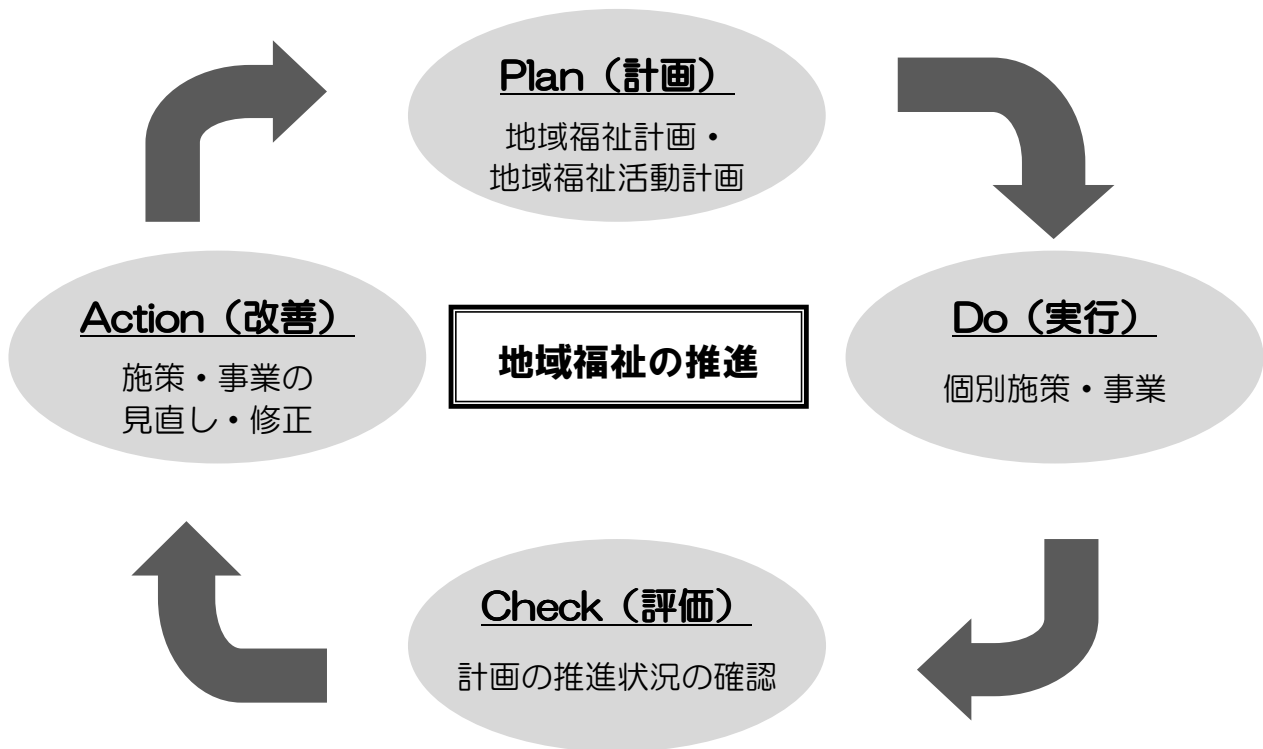 Plan（計画）
地域福祉計画・
地域福祉活動計画
Action（改善）
施策・事業の
見直し・修正
地域福祉の推進
Do（実行）
個別施策・事業
Check（評価）
計画の推進状況の確認